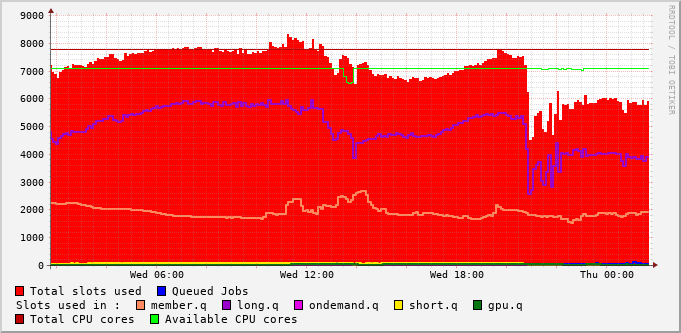 RRDTOOL / TOBI OETIKER
9000
8000
7000
6000
5000
4000
3000
2000
1000
0
Wed 06:00 Wed 12:00 Wed 18:00 Thu 00:00
Total slots used Queued Jobs
Slots used in : member.q long.q ondemand.q short.q gpu.q
Total CPU cores Available CPU cores